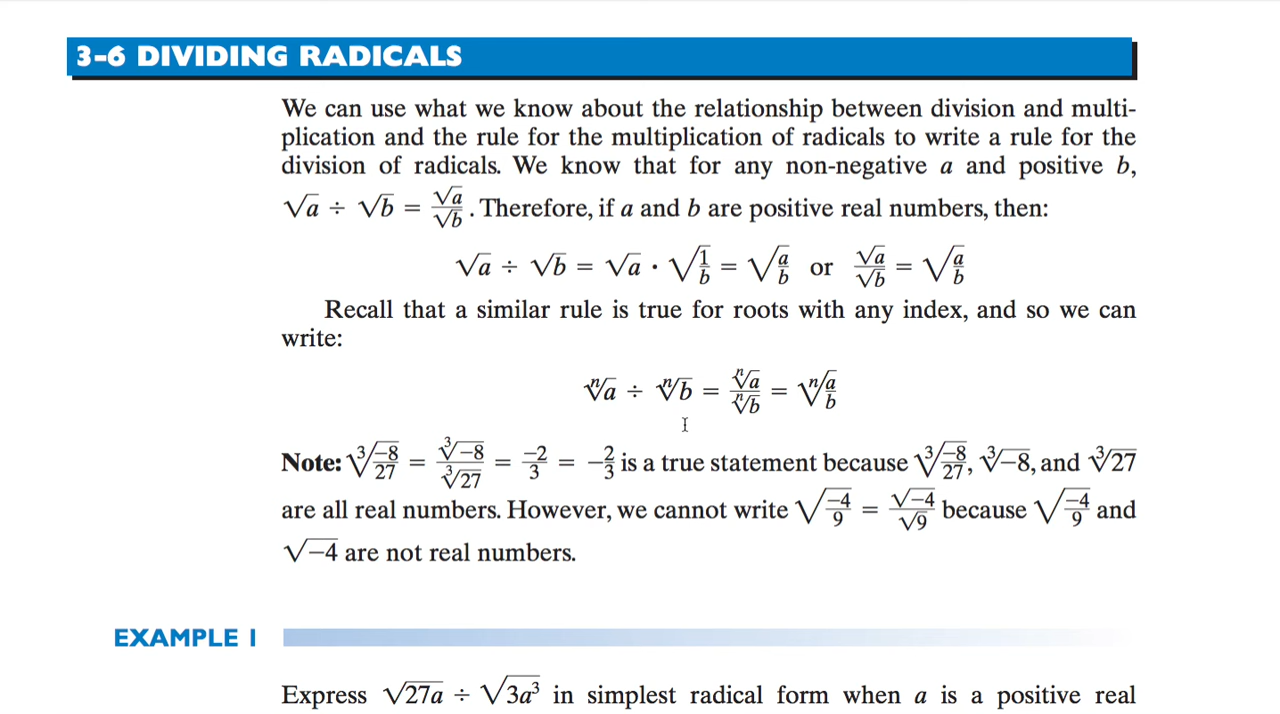 3–6 DIVIDING RADICALS
We can use what we know about the relationship between division and multi-
plication and the rule for the multiplication of radicals to write a rule for the
division of radicals. We know that for any non-negative a and positive b,
√a ÷ √b = √a/√b. Therefore, if a and b are positive real numbers, then:
√a ÷ √b = √a · √(1/b) = √(a/b) or √a/√b = √(a/b)
Recall that a similar rule is true for roots with any index, and so we can
write:
ⁿ√a ÷ ⁿ√b = ⁿ√a/ⁿ√b = ⁿ√(a/b)
Note: ³√(−8/27) = ³√−8/³√27 = −2/3 = −2/3 is a true statement because ³√(−8/27), ³√−8, and ³√27
are all real numbers. However, we cannot write √(−4/9) = √−4/√9 because √(−4/9) and
√−4 are not real numbers.
EXAMPLE 1
Express √27a ÷ √3a³ in simplest radical form when a is a positive real